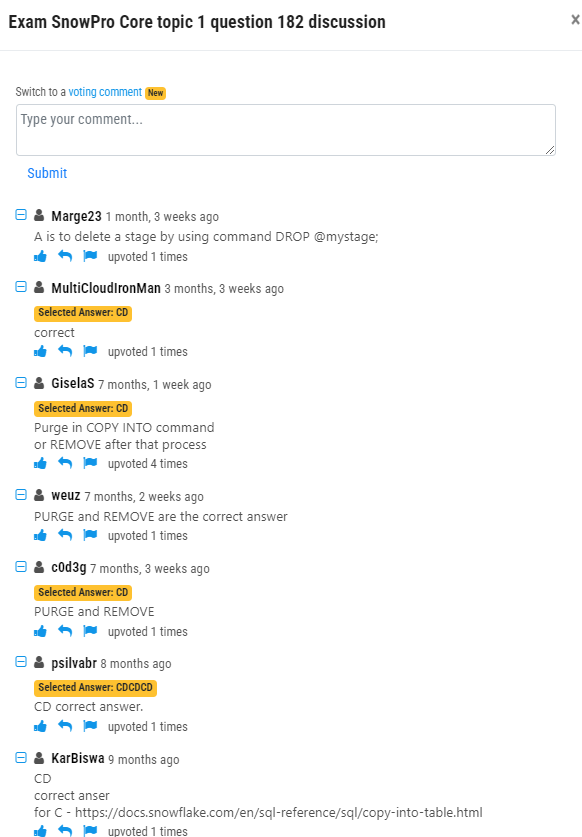 Exam SnowPro Core topic 1 question 182 discussion
×
Switch to a voting comment New
Type your comment...
Submit
Marge23 1 month, 3 weeks ago
A is to delete a stage by using command DROP @mystage;
upvoted 1 times
MultiCloudIronMan 3 months, 3 weeks ago
Selected Answer: CD
correct
upvoted 1 times
GiselaS 7 months, 1 week ago
Selected Answer: CD
Purge in COPY INTO command
or REMOVE after that process
upvoted 4 times
weuz 7 months, 2 weeks ago
PURGE and REMOVE are the correct answer
upvoted 1 times
c0d3g 7 months, 3 weeks ago
Selected Answer: CD
PURGE and REMOVE
upvoted 1 times
psilvabr 8 months ago
Selected Answer: CDCDCD
CD correct answer.
upvoted 1 times
KarBiswa 9 months ago
CD
correct anser
for C - https://docs.snowflake.com/en/sql-reference/sql/copy-into-table.html
upvoted 1 times